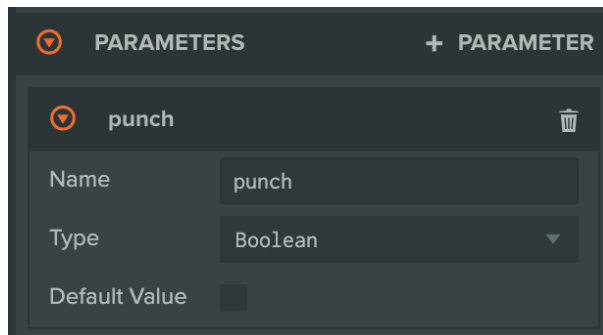 PARAMETERS + PARAMETER
punch
Name punch
Type Boolean
Default Value